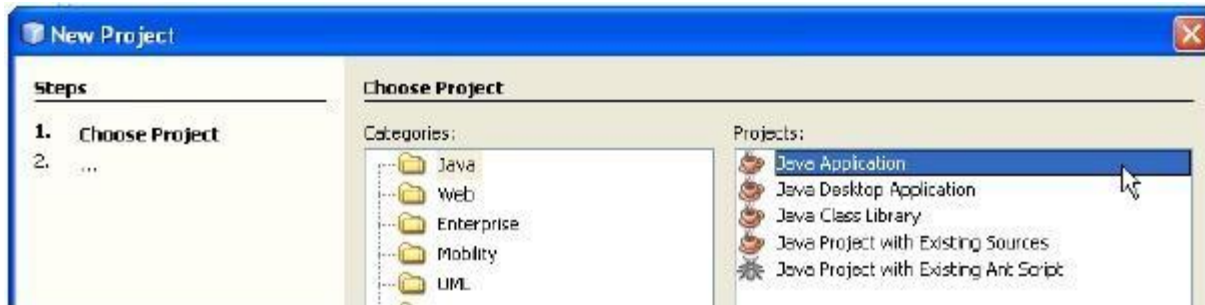 New Project
Steps
1. Choose Project
2. ...
Choose Project
Categories:
Java
Web
Enterprise
Mobility
UML
Projects:
Java Application
Java Desktop Application
Java Class Library
Java Project with Existing Sources
Java Project with Existing Ant Script